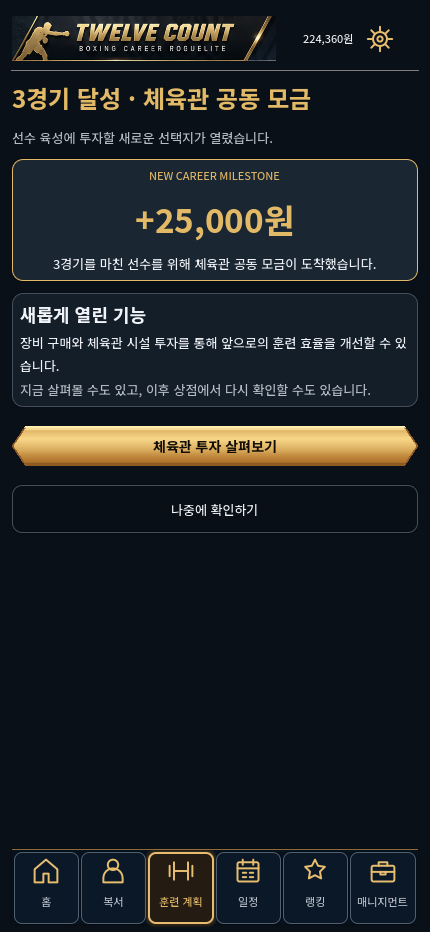 TWELVE COUNT
BOXING CAREER ROGUELITE
224,360원
3경기 달성 · 체육관 공동 모금
선수 육성에 투자할 새로운 선택지가 열렸습니다.
NEW CAREER MILESTONE
+25,000원
3경기를 마친 선수를 위해 체육관 공동 모금이 도착했습니다.
새롭게 열린 기능
장비 구매와 체육관 시설 투자를 통해 앞으로의 훈련 효율을 개선할 수 있
습니다.
지금 살펴볼 수도 있고, 이후 상점에서 다시 확인할 수도 있습니다.
체육관 투자 살펴보기
나중에 확인하기
홈
복서
훈련 계획
일정
랭킹
매니지먼트